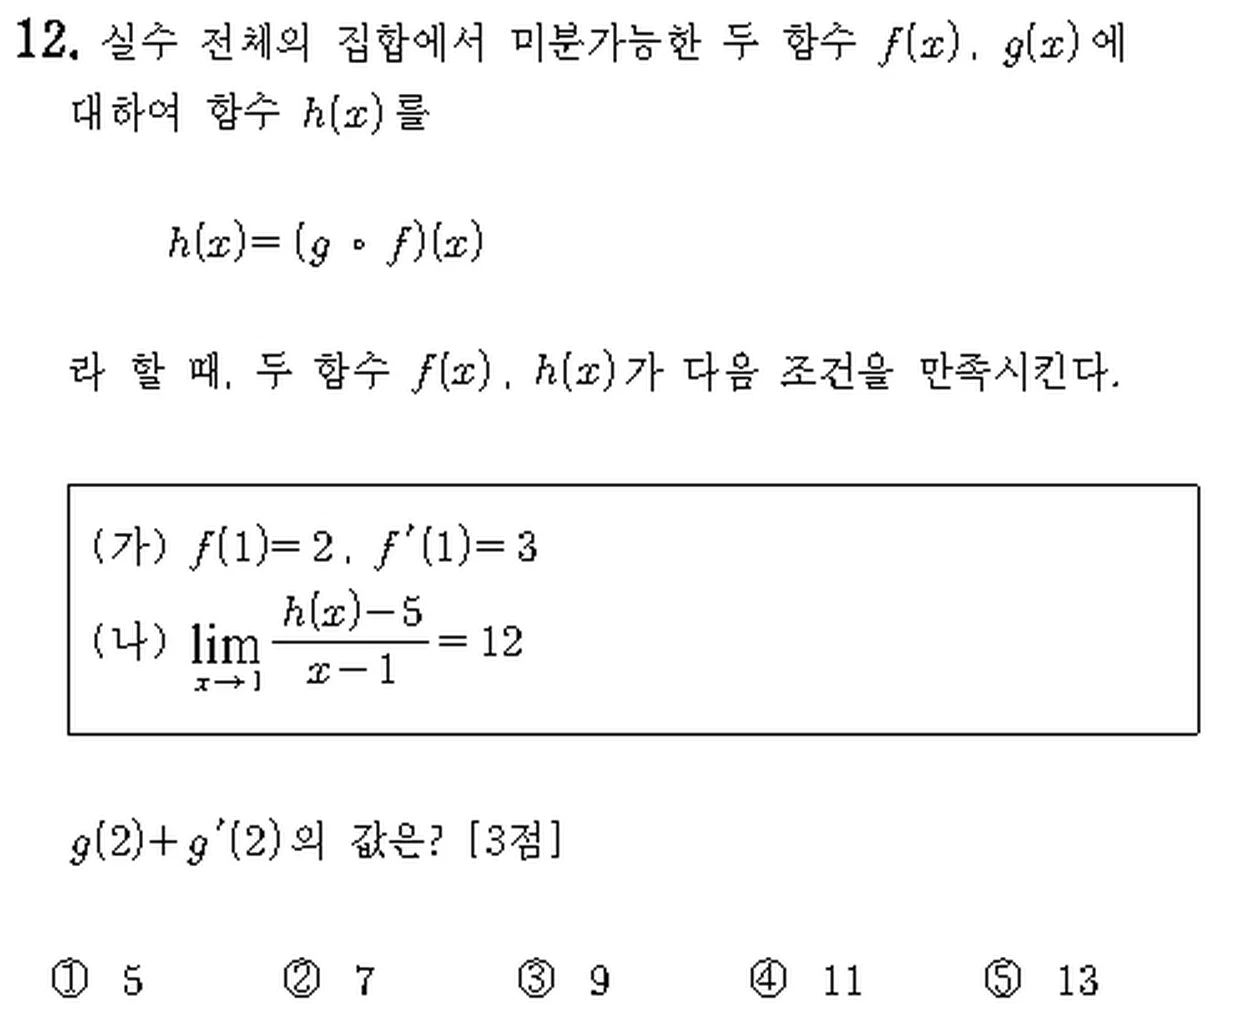 12. 실수 전체의 집합에서 미분가능한 두 함수 f(x), g(x)에
대하여 함수 h(x)를
h(x)=(g∘f)(x)
라 할 때, 두 함수 f(x), h(x)가 다음 조건을 만족시킨다.
(가) f(1)=2, f′(1)=3
(나) lim_{x→1} (h(x)-5)/(x-1) = 12
g(2)+g′(2)의 값은? [3점]
① 5 ② 7 ③ 9 ④ 11 ⑤ 13